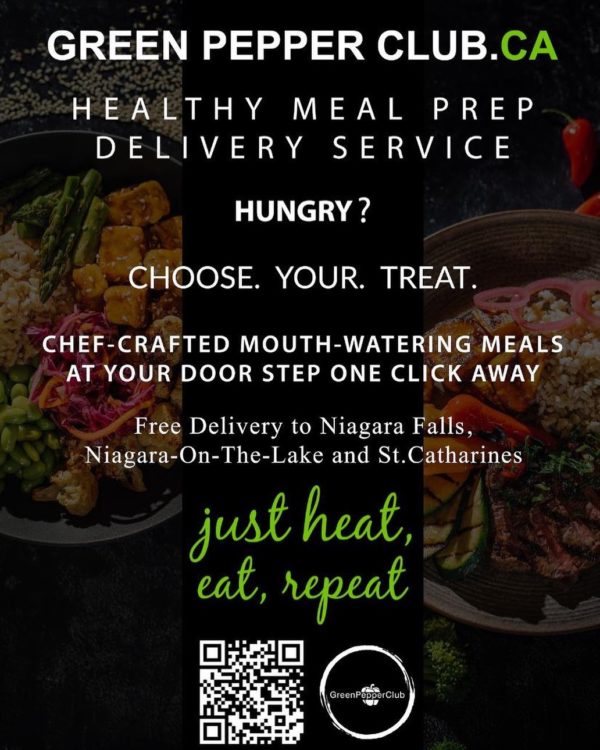 GREEN PEPPER CLUB.CA
HEALTHY MEAL PREP
DELIVERY SERVICE
HUNGRY?
CHOOSE. YOUR. TREAT.
CHEF-CRAFTED MOUTH-WATERING MEALS
AT YOUR DOOR STEP ONE CLICK AWAY
Free Delivery to Niagara Falls,
Niagara-On-The-Lake and St.Catharines
just heat,
eat, repeat
GreenPepperClub